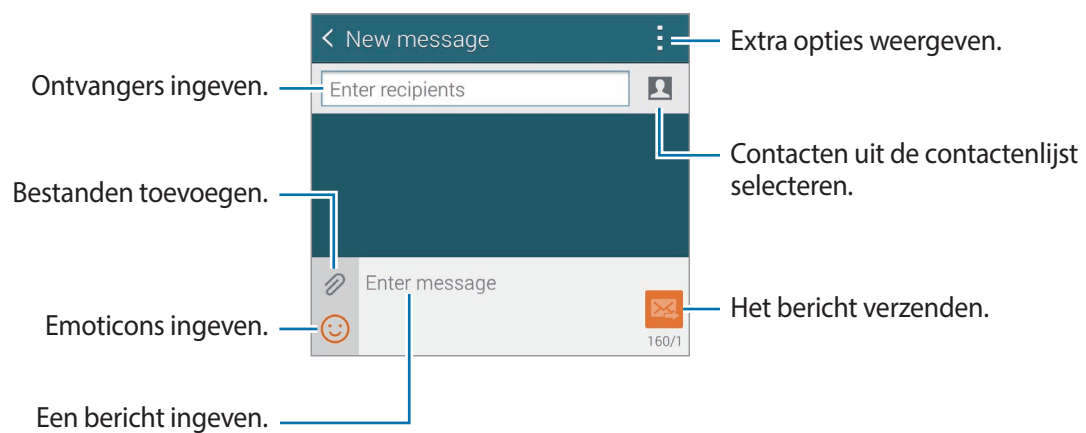 New message
Extra opties weergeven.
Ontvangers ingeven.
Enter recipients
Contacten uit de contactenlijst
selecteren.
Bestanden toevoegen.
Enter message
Het bericht verzenden.
Emoticons ingeven.
160/1
Een bericht ingeven.